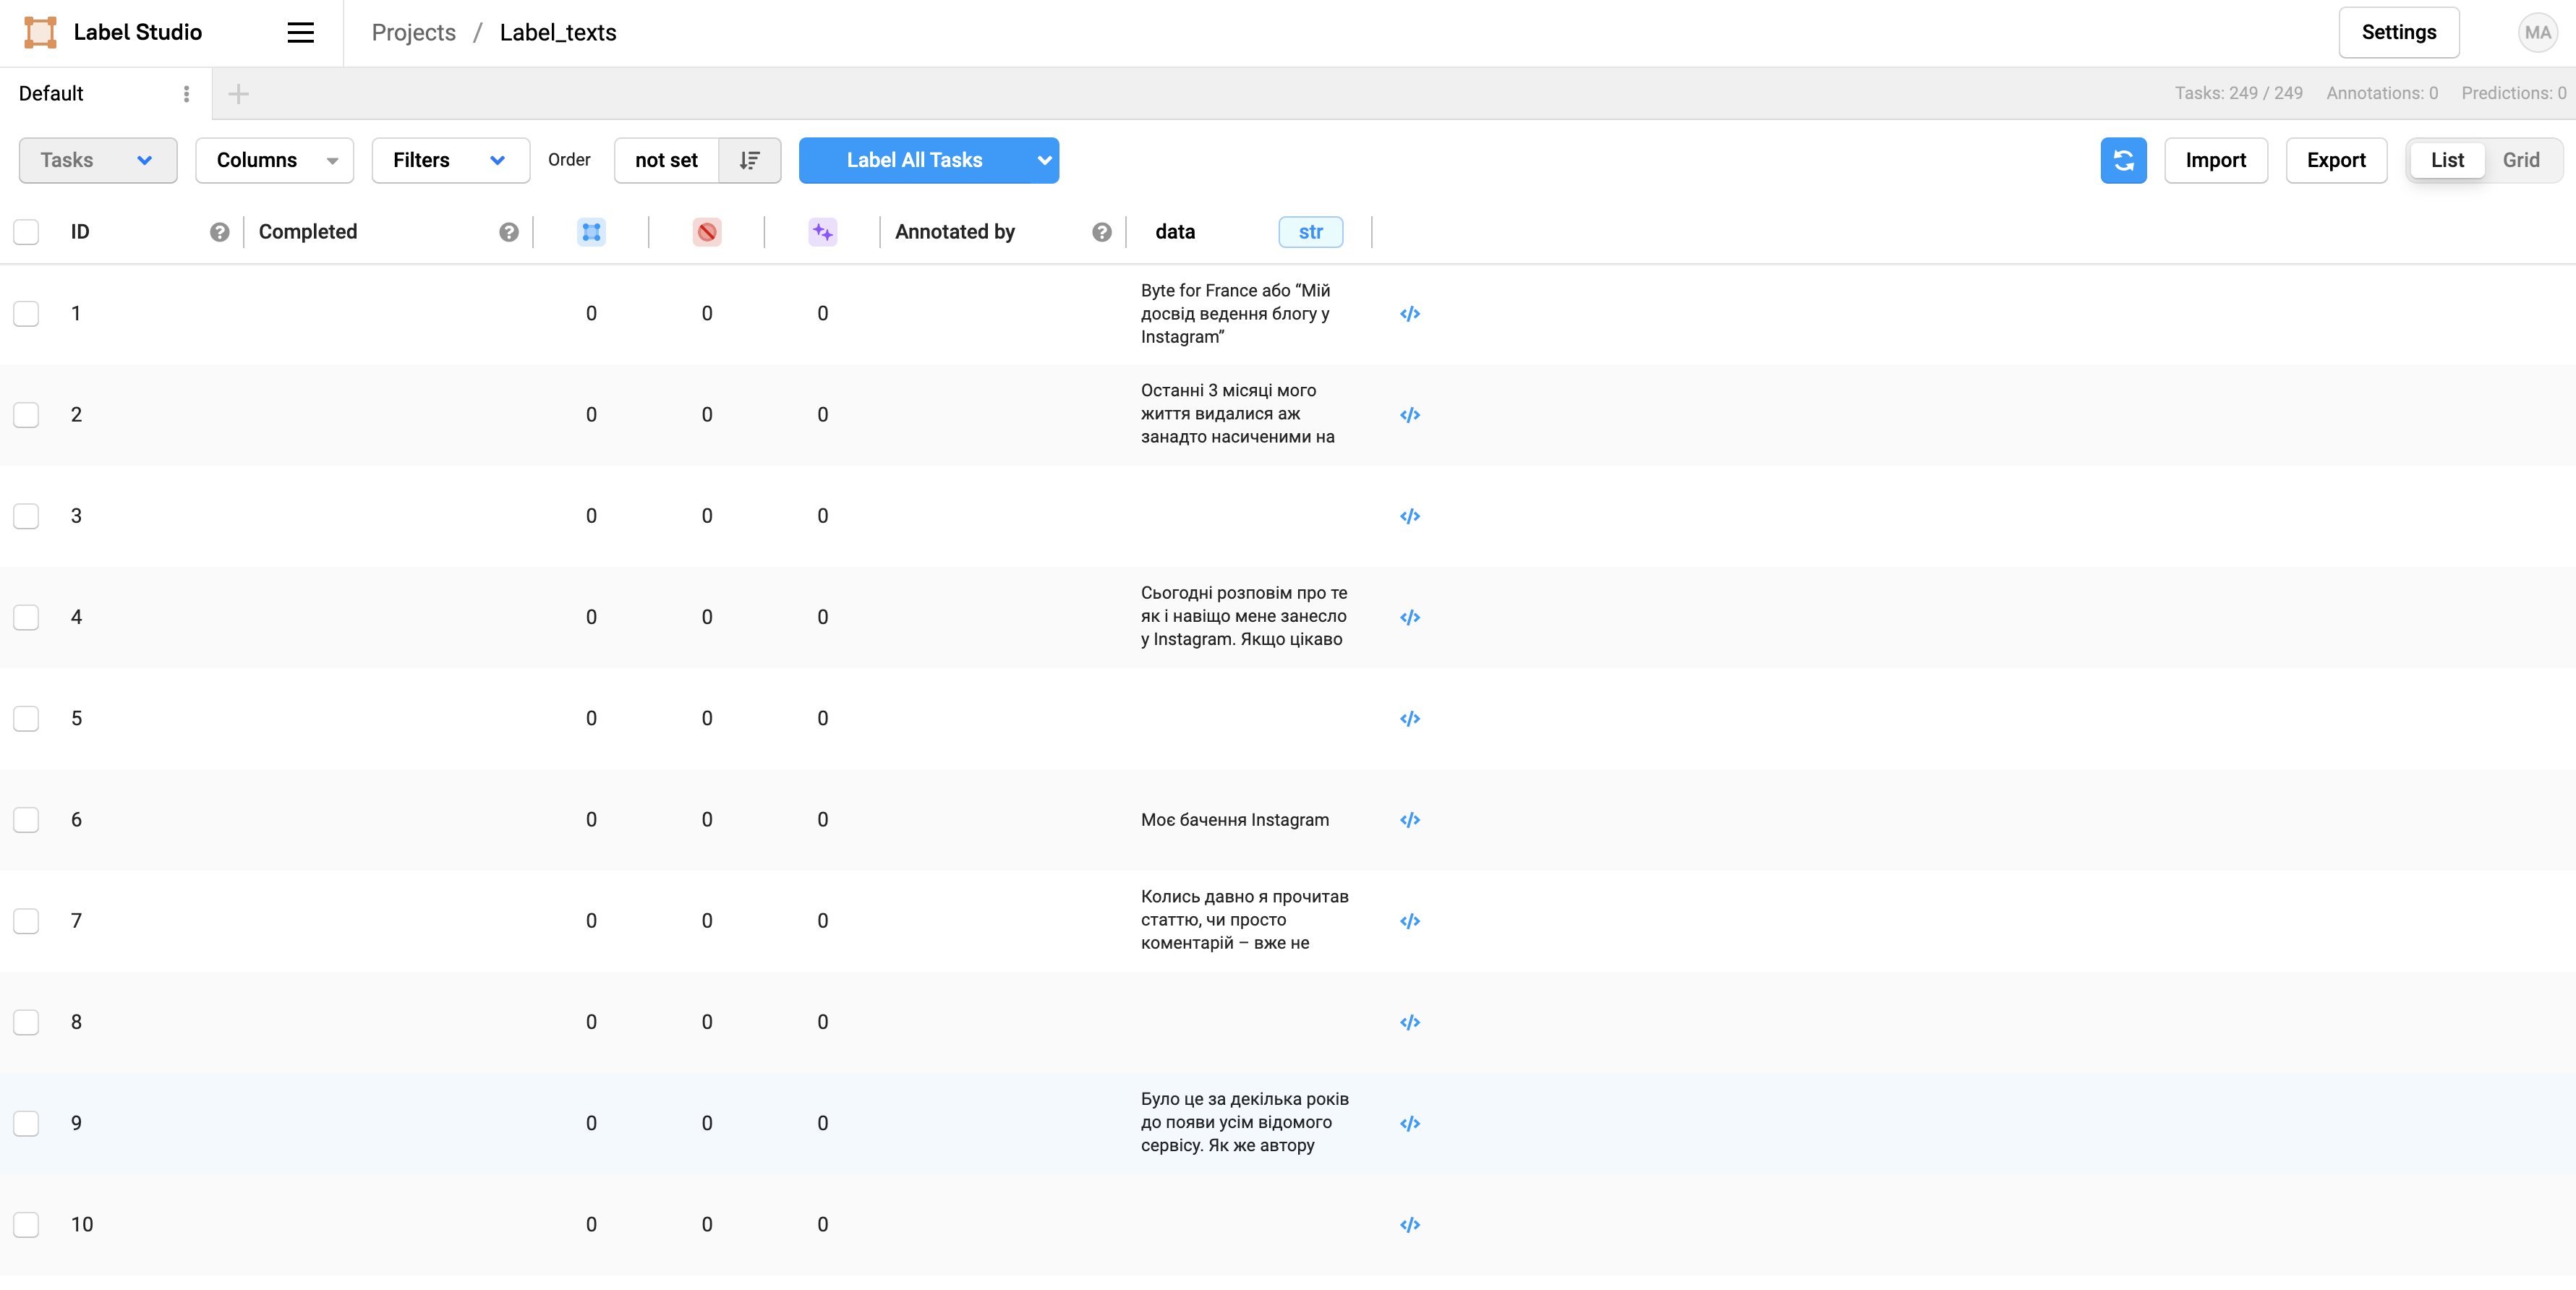 Label Studio
Projects / Label_texts
Settings
MA
Default
Tasks: 249 / 249 Annotations: 0 Predictions: 0
Tasks Columns Filters Order not set Label All Tasks Import Export List Grid
ID Completed Annotated by data str
1 0 0 0
Byte for France або “Мій
досвід ведення блогу у
Instagram”
2 0 0 0
Останні 3 місяці мого
життя видалися аж
занадто насиченими на
3 0 0 0
4 0 0 0
Сьогодні розповім про те
як і навіщо мене занесло
у Instagram. Якщо цікаво
5 0 0 0
6 0 0 0 Моє бачення Instagram
7 0 0 0
Колись давно я прочитав
статтю, чи просто
коментарій – вже не
8 0 0 0
9 0 0 0
Було це за декілька років
до появи усім відомого
сервісу. Як же автору
10 0 0 0